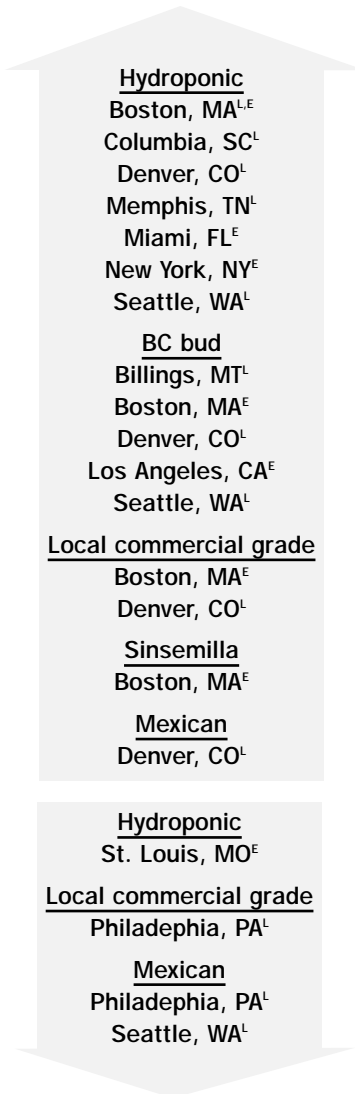 Hydroponic
Boston, MAᴸ,ᴱ
Columbia, SCᴸ
Denver, COᴸ
Memphis, TNᴸ
Miami, FLᴱ
New York, NYᴱ
Seattle, WAᴸ
BC bud
Billings, MTᴸ
Boston, MAᴱ
Denver, COᴸ
Los Angeles, CAᴱ
Seattle, WAᴸ
Local commercial grade
Boston, MAᴱ
Denver, COᴸ
Sinsemilla
Boston, MAᴱ
Mexican
Denver, COᴸ
Hydroponic
St. Louis, MOᴱ
Local commercial grade
Philadephia, PAᴸ
Mexican
Philadephia, PAᴸ
Seattle, WAᴸ